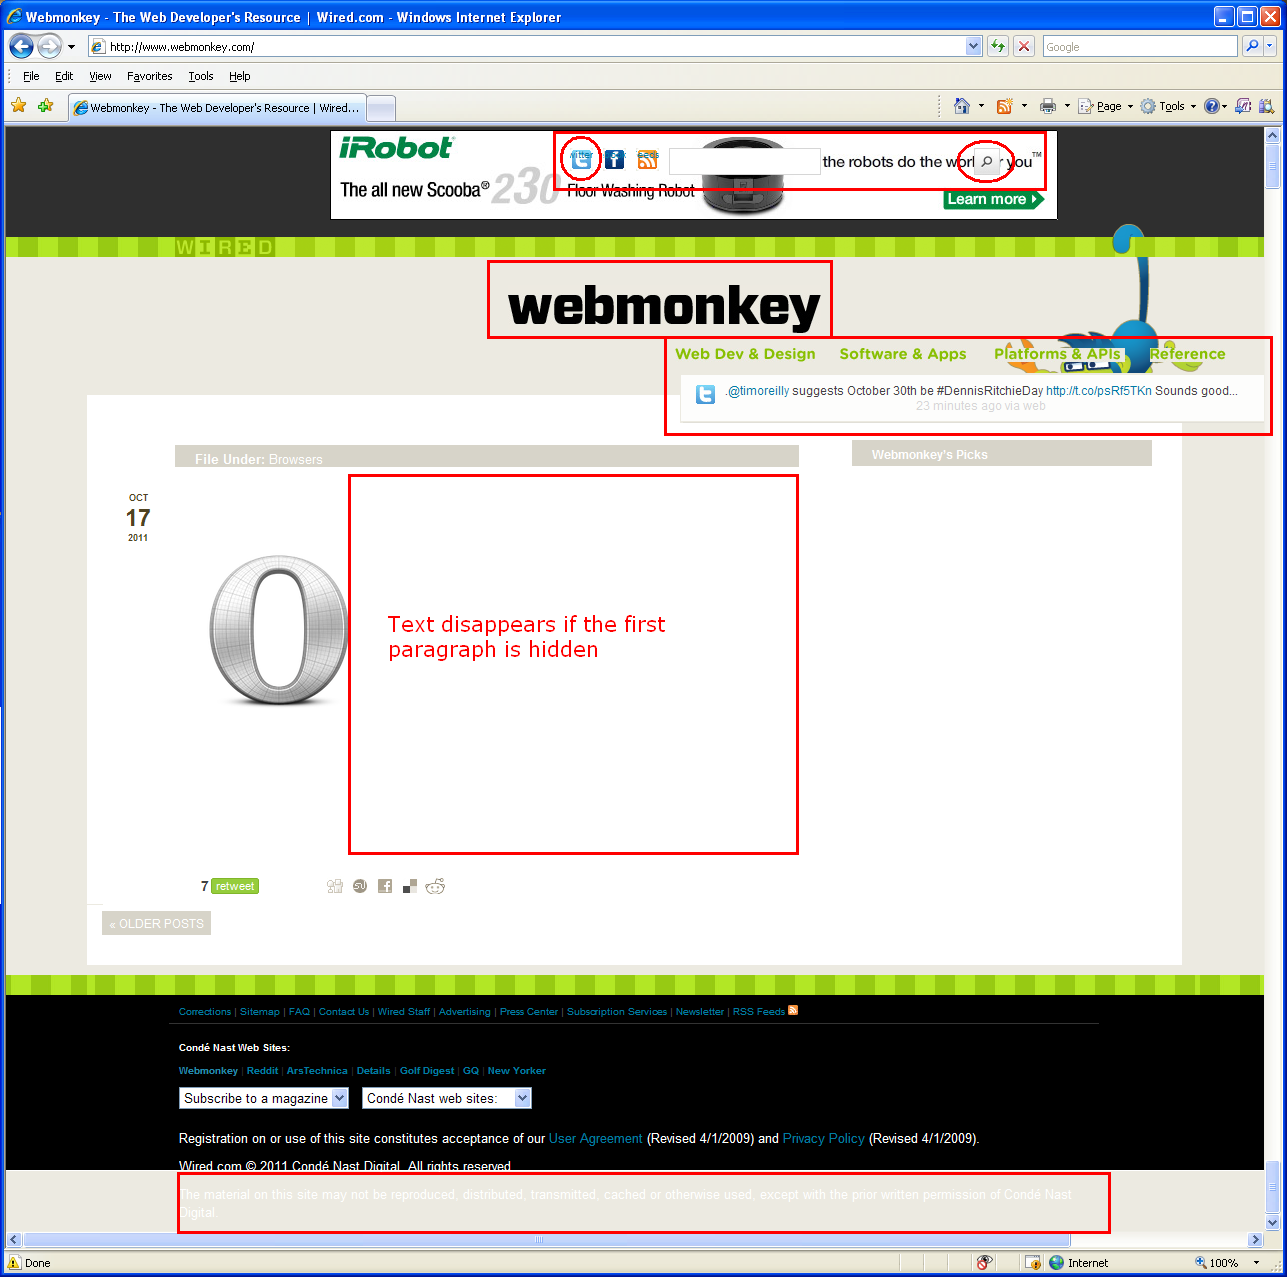 Webmonkey - The Web Developer's Resource | Wired.com - Windows Internet Explorer
http://www.webmonkey.com/
Google
File Edit View Favorites Tools Help
Webmonkey - The Web Developer's Resource | Wired...
Page Tools
iRobot
the robots do the work you™
The all new Scooba® 230 Floor Washing Robot
Learn more
WIRED
webmonkey
Web Dev & Design Software & Apps Platforms & APIs Reference
.@timoreilly suggests October 30th be #DennisRitchieDay http://t.co/psRf5TKn Sounds good...
23 minutes ago via web
File Under: Browsers
Webmonkey's Picks
OCT
17
2011
Text disappears if the first
paragraph is hidden
7 retweet
« OLDER POSTS
Corrections | Sitemap | FAQ | Contact Us | Wired Staff | Advertising | Press Center | Subscription Services | Newsletter | RSS Feeds
Condé Nast Web Sites:
Webmonkey | Reddit | ArsTechnica | Details | Golf Digest | GQ | New Yorker
Subscribe to a magazine Condé Nast web sites:
Registration on or use of this site constitutes acceptance of our User Agreement (Revised 4/1/2009) and Privacy Policy (Revised 4/1/2009).
Wired.com © 2011 Condé Nast Digital. All rights reserved
The material on this site may not be reproduced, distributed, transmitted, cached or otherwise used, except with the prior written permission of Condé Nast
Digital.
Done
Internet
100%